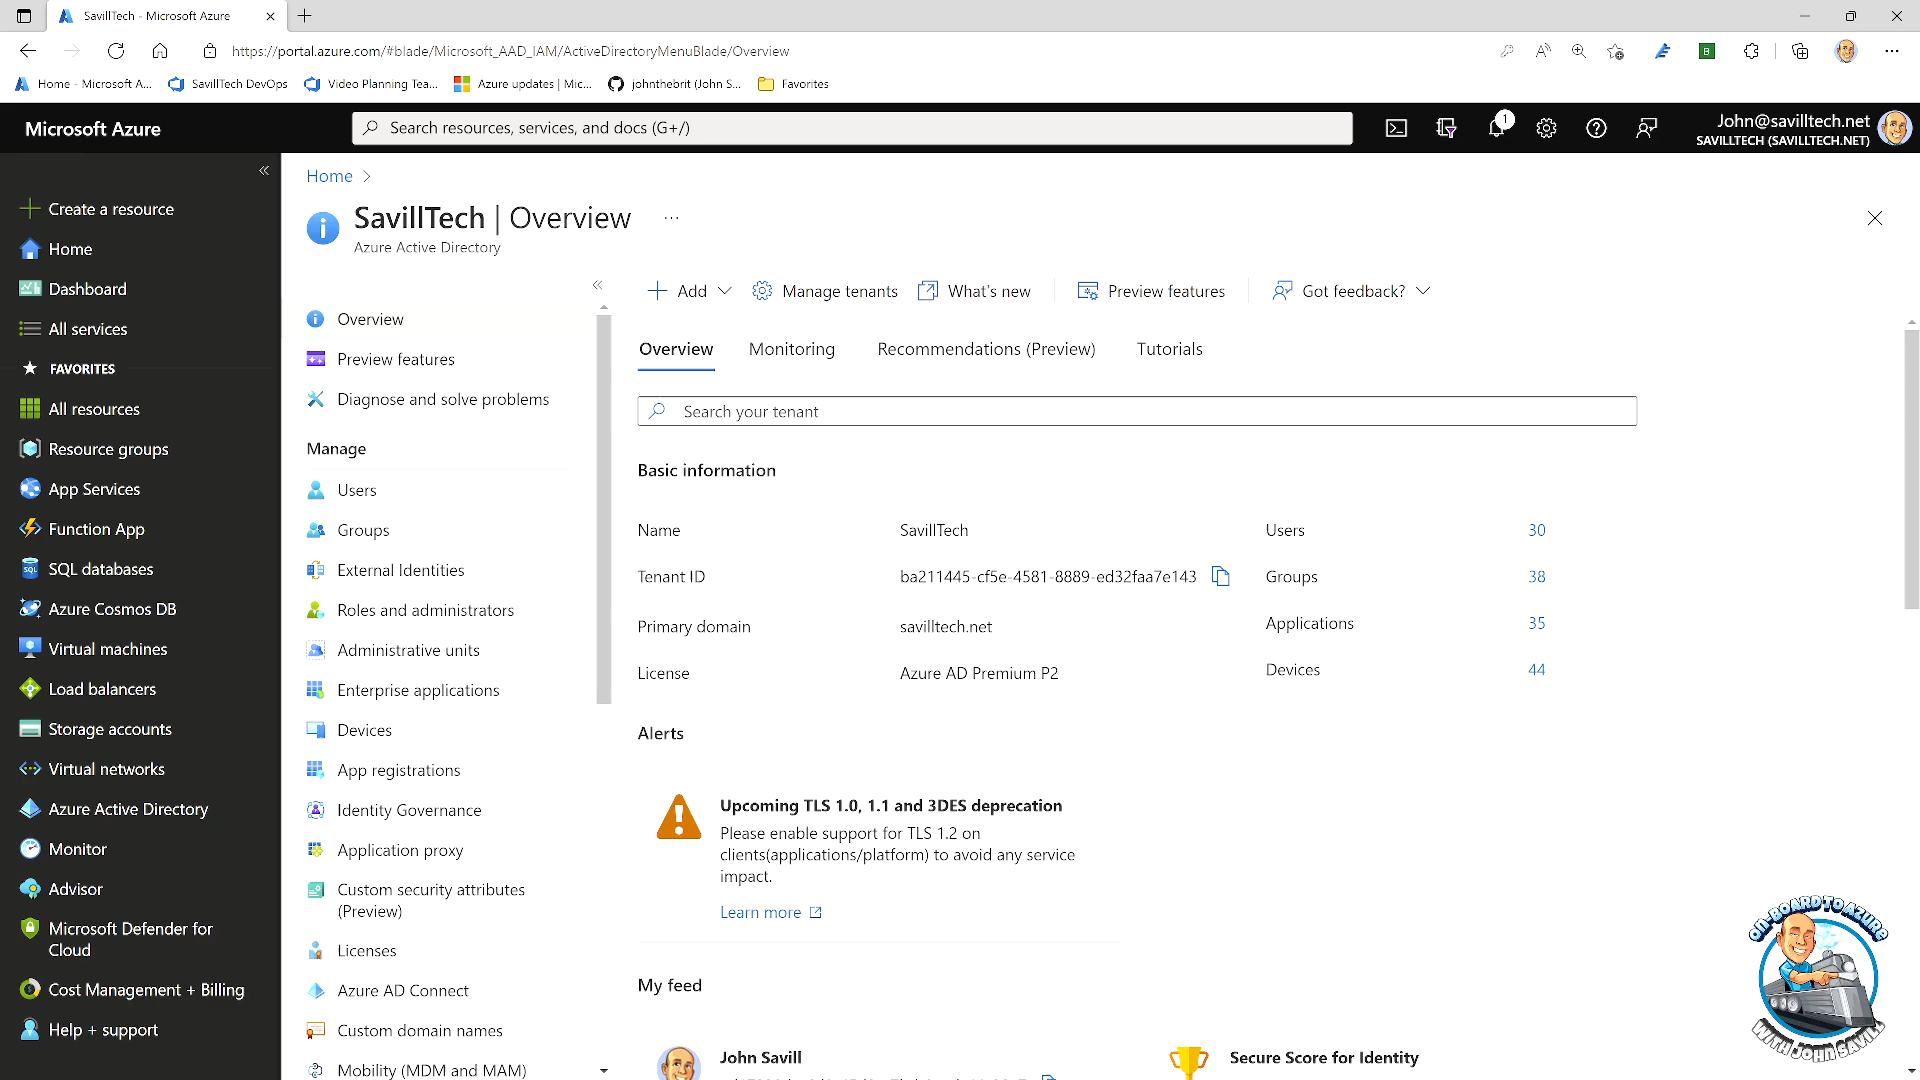 SavillTech - Microsoft Azure
https://portal.azure.com/#blade/Microsoft_AAD_IAM/ActiveDirectoryMenuBlade/Overview
Home - Microsoft A...
SavillTech DevOps
Video Planning Tea...
Azure updates | Mic...
johnthebrit (John S...
Favorites
Microsoft Azure
Search resources, services, and docs (G+/)
1
John@savilltech.net
SAVILLTECH (SAVILLTECH.NET)
Create a resource
Home
Dashboard
All services
FAVORITES
All resources
Resource groups
App Services
Function App
SQL databases
Azure Cosmos DB
Virtual machines
Load balancers
Storage accounts
Virtual networks
Azure Active Directory
Monitor
Advisor
Microsoft Defender for
Cloud
Cost Management + Billing
Help + support
Home
SavillTech | Overview
Azure Active Directory
Overview
Preview features
Diagnose and solve problems
Manage
Users
Groups
External Identities
Roles and administrators
Administrative units
Enterprise applications
Devices
App registrations
Identity Governance
Application proxy
Custom security attributes
(Preview)
Licenses
Azure AD Connect
Custom domain names
Mobility (MDM and MAM)
Add
Manage tenants
What's new
Preview features
Got feedback?
Overview
Monitoring
Recommendations (Preview)
Tutorials
Search your tenant
Basic information
Name SavillTech
Tenant ID ba211445-cf5e-4581-8889-ed32faa7e143
Primary domain savilltech.net
License Azure AD Premium P2
Users 30
Groups 38
Applications 35
Devices 44
Alerts
Upcoming TLS 1.0, 1.1 and 3DES deprecation
Please enable support for TLS 1.2 on
clients(applications/platform) to avoid any service
impact.
Learn more
My feed
John Savill
Secure Score for Identity
ON-BOARD TO AZURE
WITH JOHN SAVILL